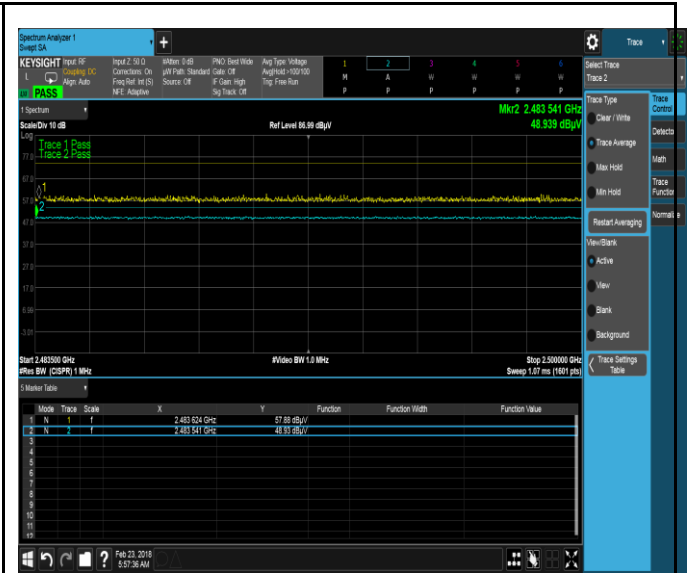 Spectrum Analyzer 1
Swept SA
+
Trace
KEYSIGHT Input: RF Input Z: 50 Ω #Atten: 0 dB PNO: Best Wide Avg Type: Voltage 1 2 3 4 5 6
L Coupling: DC Corrections: On µW Path: Standard Gate: Off Avg|Hold: >100/100 M A W W W W
Align: Auto Freq Ref: Int (S) Source: Off IF Gain: High Trig: Free Run P P P P P P
PASS NFE: Adaptive Sig Track: Off
Select Trace
Trace 2
1 Spectrum
Mkr2 2.483 541 GHz
Scale/Div 10 dB Ref Level 86.99 dBµV 48.939 dBµV
Log
Trace 1 Pass
Trace 2 Pass
77.0
67.0
1
57.0
2
47.0
37.0
27.0
17.0
6.99
-3.01
Start 2.483500 GHz #Video BW 1.0 MHz Stop 2.500000 GHz
#Res BW (CISPR) 1 MHz Sweep 1.07 ms (1601 pts)
5 Marker Table
Mode Trace Scale X Y Function Function Width Function Value
1 N 1 f 2.483 624 GHz 57.88 dBµV
2 N 2 f 2.483 541 GHz 48.93 dBµV
3
4
5
6
7
8
9
10
11
12
Feb 23, 2018
5:57:36 AM
?
Trace Type
Clear / Write
Trace Average
Max Hold
Min Hold
Restart Averaging
View/Blank
Active
View
Blank
Background
Trace Settings
Table
Trace
Control
Detector
Math
Trace
Function
Normalize